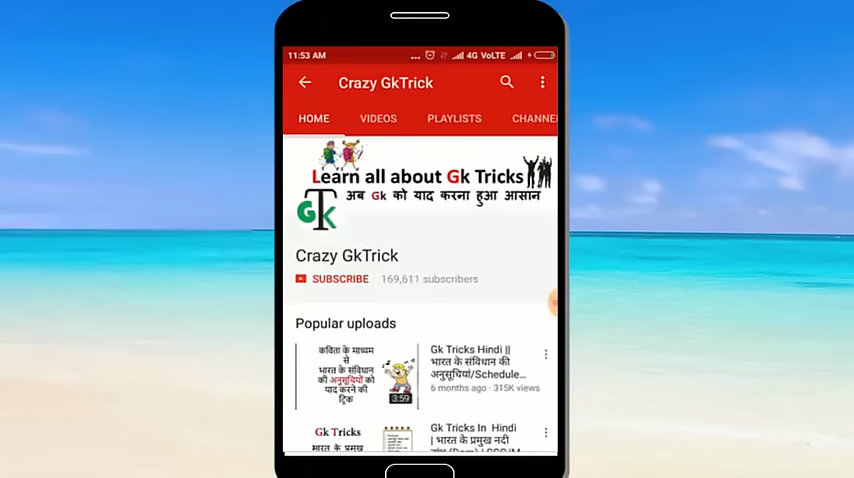 11:53 AM
4G VoLTE
Crazy GkTrick
HOME VIDEOS PLAYLISTS CHANNE
Learn all about Gk Tricks
अब Gk को याद करना हुआ आसान
GTK
Crazy GkTrick
SUBSCRIBE 169,611 subscribers
Popular uploads
कविता के माध्यम
से
भारत के संविधान
की अनुसूचियों को
याद करने की
ट्रिक
3:59
Gk Tricks Hindi ||
भारत के संविधान की
अनुसूचियां/Schedule...
6 months ago · 315K views
Gk Tricks
भारत के प्रमुख
Gk Tricks In Hindi
| भारत के प्रमुख नदी